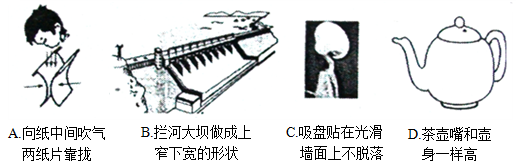 A.向纸中间吹气
两纸片靠拢
B.拦河大坝做成上
窄下宽的形状
C.吸盘贴在光滑
墙面上不脱落
D.茶壶嘴和壶
身一样高